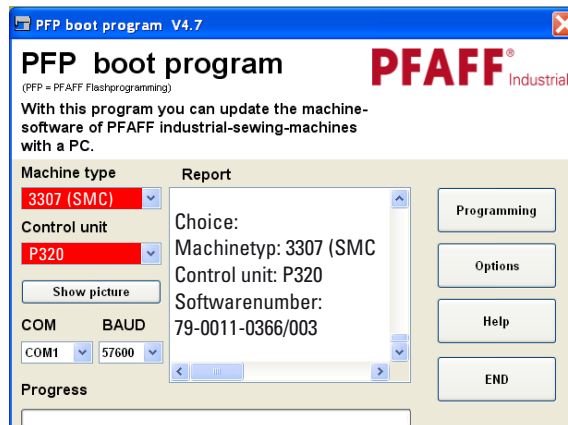 PFP boot program V4.7
PFP boot program
(PFP = PFAFF Flashprogramming)
PFAFF® Industrial
With this program you can update the machine-
software of PFAFF industrial-sewing-machines
with a PC.
Machine type
3307 (SMC)
Control unit
P320
Show picture
COM BAUD
COM1 57600
Progress
Report
Choice:
Machinetyp: 3307 (SMC
Control unit: P320
Softwarenumber:
79-0011-0366/003
Programming
Options
Help
END